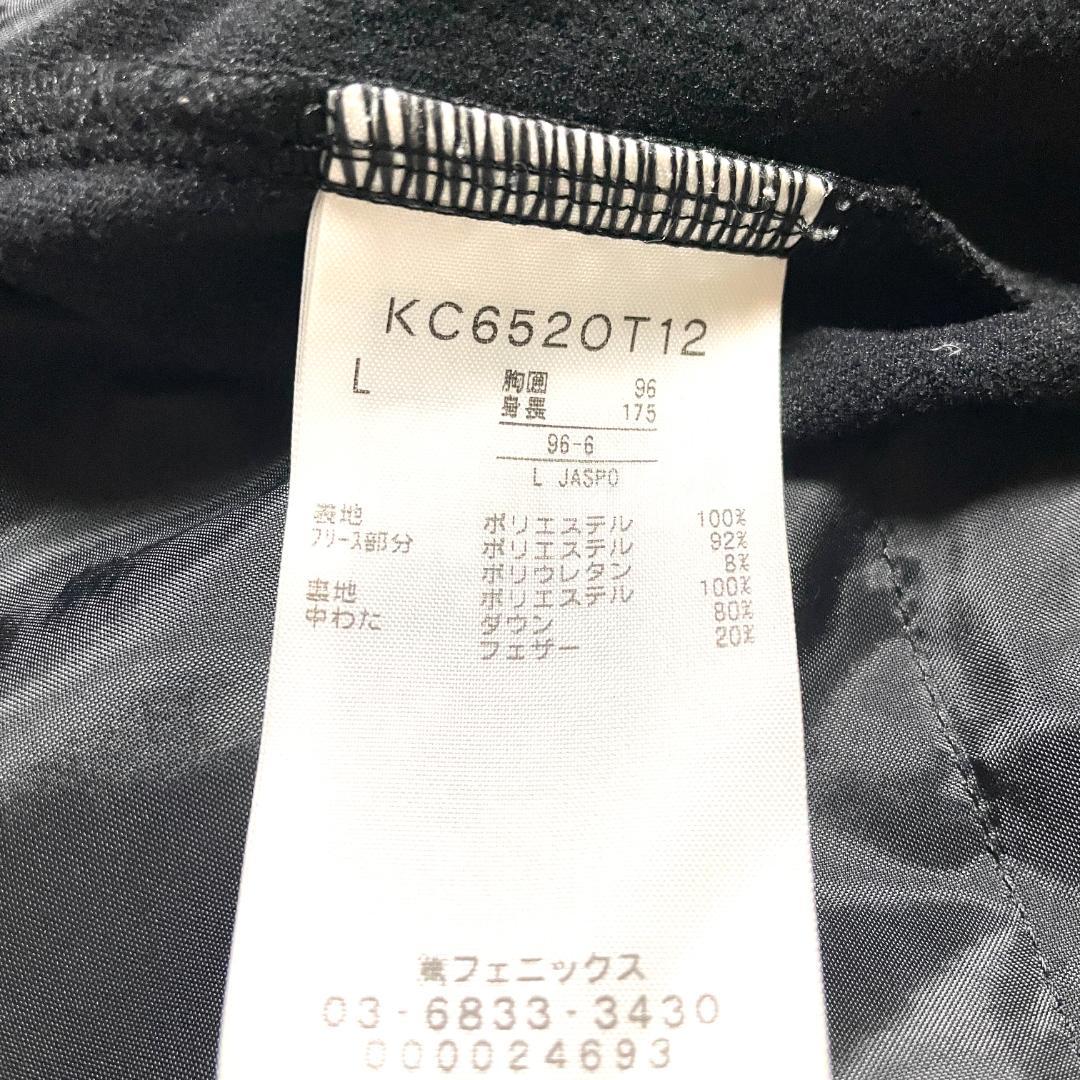 KC6520T12
L
胸囲 96
身長 175
96-6
L JASPO
表地 ポリエステル 100%
フリース部分 ポリエステル 92%
ポリウレタン 8%
裏地 ポリエステル 100%
中わた ダウン 80%
フェザー 20%
フェニックス
03-6833-3430
000024693